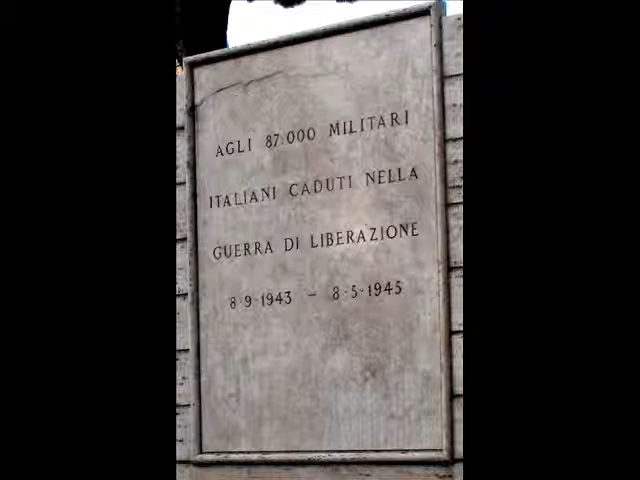 AGLI 87.000 MILITARI
ITALIANI CADUTI NELLA
GUERRA DI LIBERAZIONE
8·9·1943 – 8·5·1945